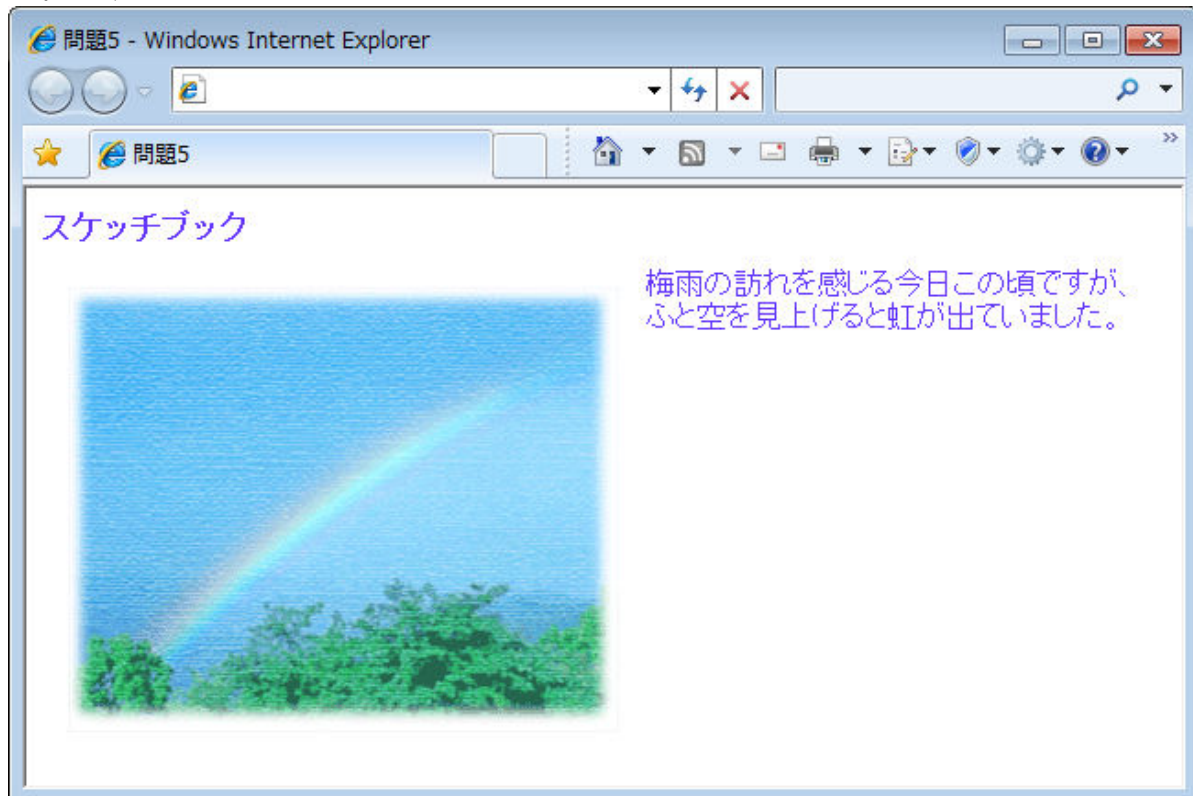 問題5 - Windows Internet Explorer
問題5
スケッチブック
梅雨の訪れを感じる今日この頃ですが、
ふと空を見上げると虹が出ていました。